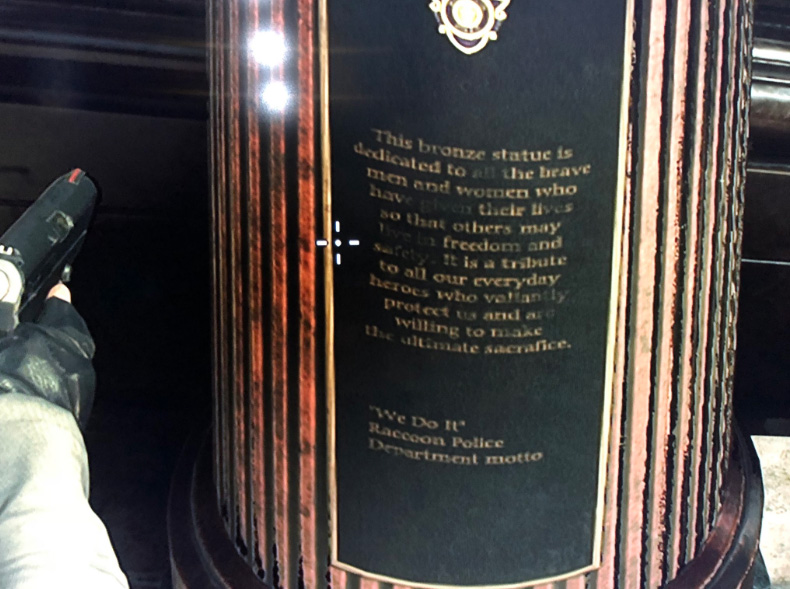 This bronze statue is
dedicated to all the brave
men and women who
have given their lives
so that others may
live in freedom and
safety. It is a tribute
to all our everyday
heroes who valiantly
protect us and are
willing to make
the ultimate sacrafice.
"We Do It"
Raccoon Police
Department motto